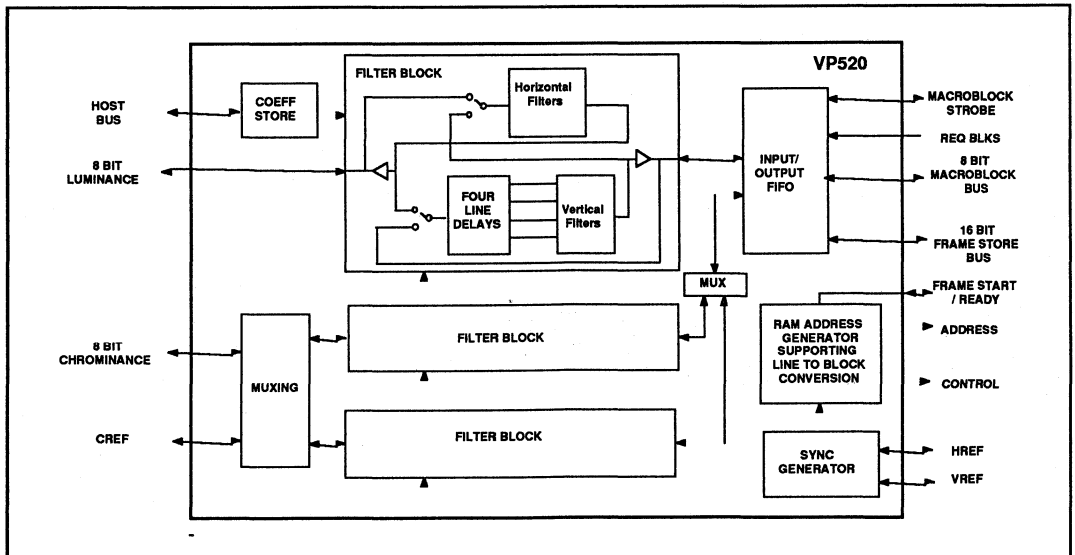 VP520
FILTER BLOCK
Horizontal
Filters
HOST
BUS
COEFF
STORE
8 BIT
LUMINANCE
FOUR
LINE
DELAYS
Vertical
Filters
INPUT/
OUTPUT
FIFO
MACROBLOCK
STROBE
REQ BLKS
8 BIT
MACROBLOCK
BUS
16 BIT
FRAME STORE
BUS
MUX
FRAME START
/ READY
8 BIT
CHROMINANCE
CREF
MUXING
FILTER BLOCK
FILTER BLOCK
RAM ADDRESS
GENERATOR
SUPPORTING
LINE TO BLOCK
CONVERSION
ADDRESS
CONTROL
SYNC
GENERATOR
HREF
VREF